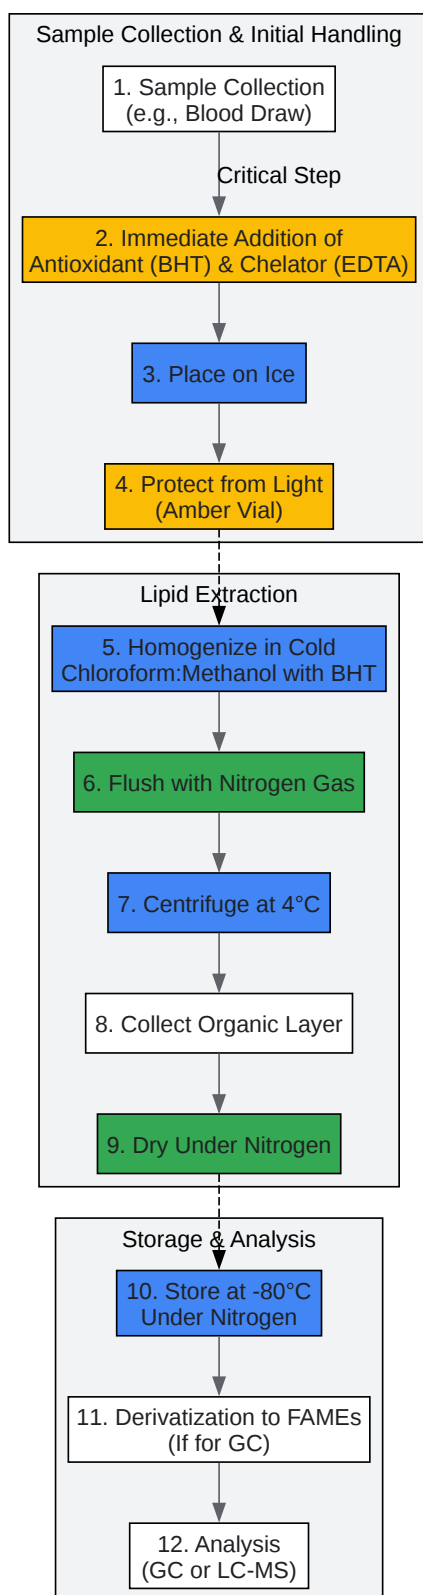 Sample Collection & Initial Handling
1. Sample Collection
(e.g., Blood Draw)
Critical Step
2. Immediate Addition of
Antioxidant (BHT) & Chelator (EDTA)
3. Place on Ice
4. Protect from Light
(Amber Vial)
Lipid Extraction
5. Homogenize in Cold
Chloroform:Methanol with BHT
6. Flush with Nitrogen Gas
7. Centrifuge at 4°C
8. Collect Organic Layer
9. Dry Under Nitrogen
Storage & Analysis
10. Store at -80°C
Under Nitrogen
11. Derivatization to FAMEs
(If for GC)
12. Analysis
(GC or LC-MS)